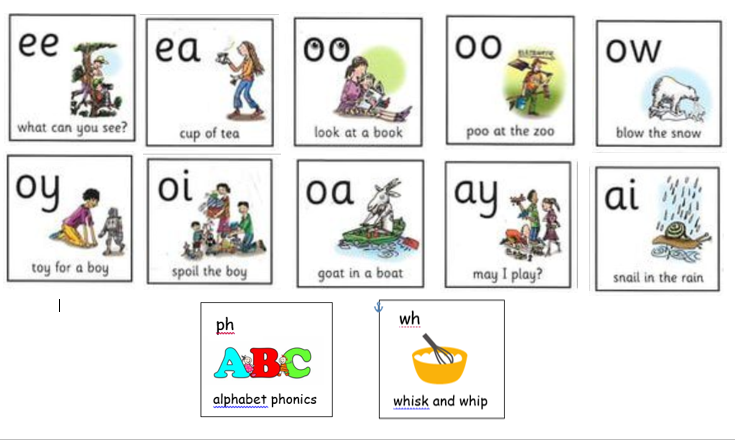 ee
what can you see?
ea
cup of tea
oo
look at a book
oo
poo at the zoo
ow
blow the snow
oy
toy for a boy
oi
spoil the boy
oa
goat in a boat
ay
may I play?
ai
snail in the rain
ph
ABC
alphabet phonics
wh
whisk and whip